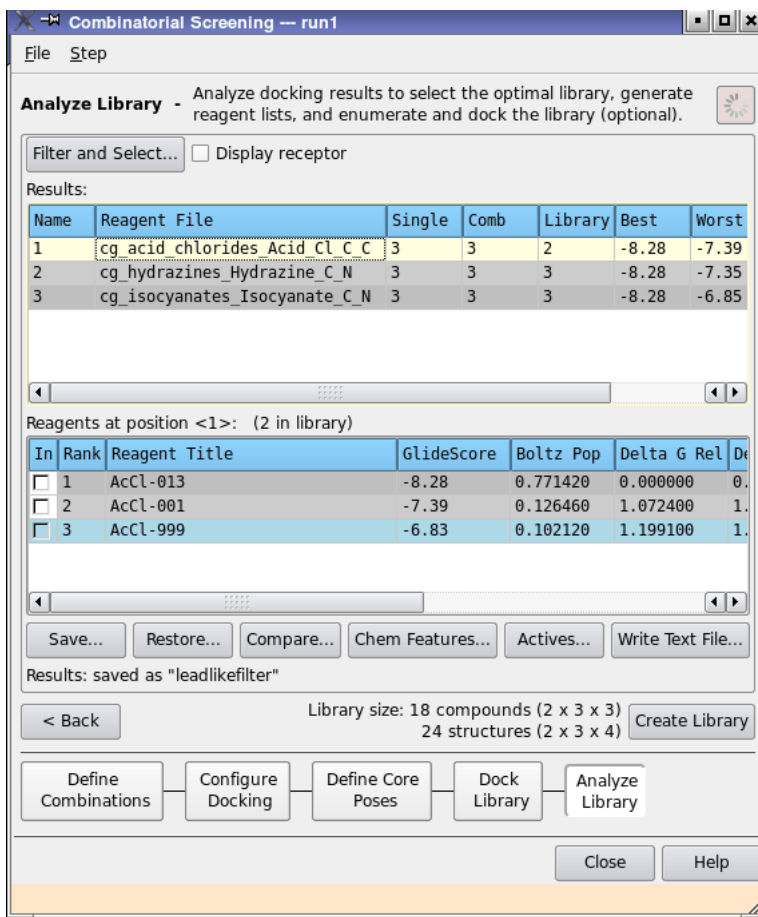 Combinatorial Screening --- run1
File Step
Analyze Library - Analyze docking results to select the optimal library, generate
reagent lists, and enumerate and dock the library (optional).
Filter and Select... Display receptor
Results:
Name Reagent File Single Comb Library Best Worst
1 cg_acid_chlorides_Acid_Cl_C_C 3 3 2 -8.28 -7.39
2 cg_hydrazines_Hydrazine_C_N 3 3 3 -8.28 -7.35
3 cg_isocyanates_Isocyanate_C_N 3 3 3 -8.28 -6.85
Reagents at position <1>: (2 in library)
In Rank Reagent Title GlideScore Boltz Pop Delta G Rel De
1 AcCl-013 -8.28 0.771420 0.000000 0.
2 AcCl-001 -7.39 0.126460 1.072400 1.
3 AcCl-999 -6.83 0.102120 1.199100 1.
Save... Restore... Compare... Chem Features... Actives... Write Text File...
Results: saved as "leadlikefilter"
< Back Library size: 18 compounds (2 x 3 x 3)
24 structures (2 x 3 x 4) Create Library
Define Configure Define Core Dock Analyze
Combinations Docking Poses Library Library
Close Help